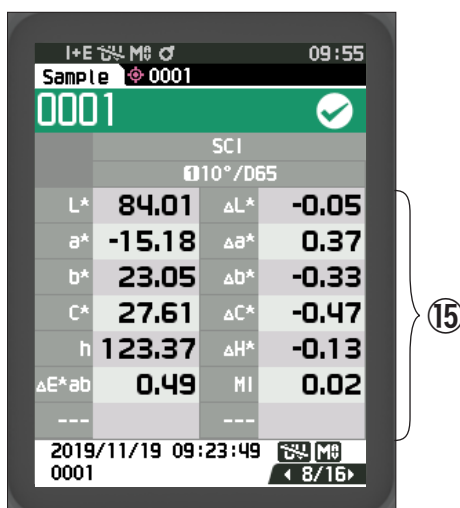 I+E M0 09:55
Sample 0001
0001
SCI
1 10°/D65
L* 84.01 ΔL* -0.05
a* -15.18 Δa* 0.37
b* 23.05 Δb* -0.33
C* 27.61 ΔC* -0.47
h 123.37 ΔH* -0.13
ΔE*ab 0.49 MI 0.02
--- ---
2019/11/19 09:23:49 M0
0001 8/16
⑮